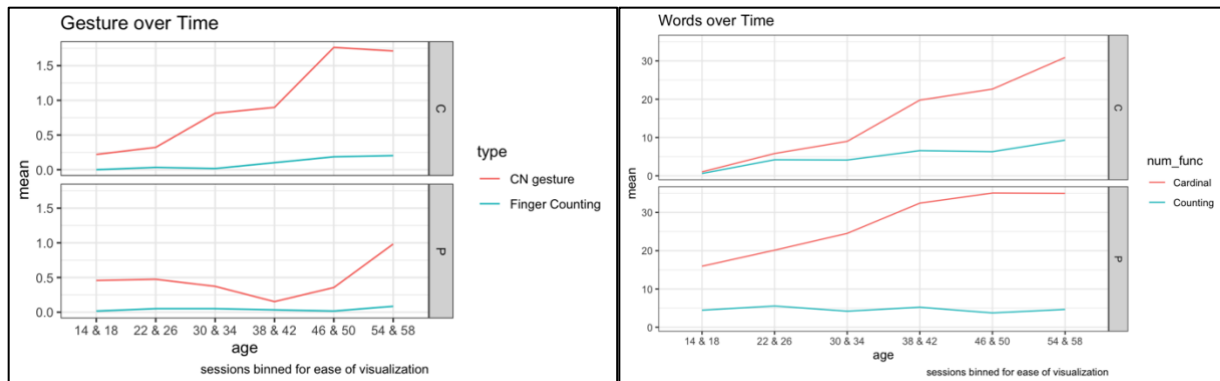 Gesture over Time
1.5
1.0
0.5
0.0
C
1.5
1.0
0.5
0.0
P
mean
14 & 18 22 & 26 30 & 34 38 & 42 46 & 50 54 & 58
age
sessions binned for ease of visualization
type
CN gesture
Finger Counting
Words over Time
30
20
10
0
C
30
20
10
0
P
mean
14 & 18 22 & 26 30 & 34 38 & 42 46 & 50 54 & 58
age
sessions binned for ease of visualization
num_func
Cardinal
Counting